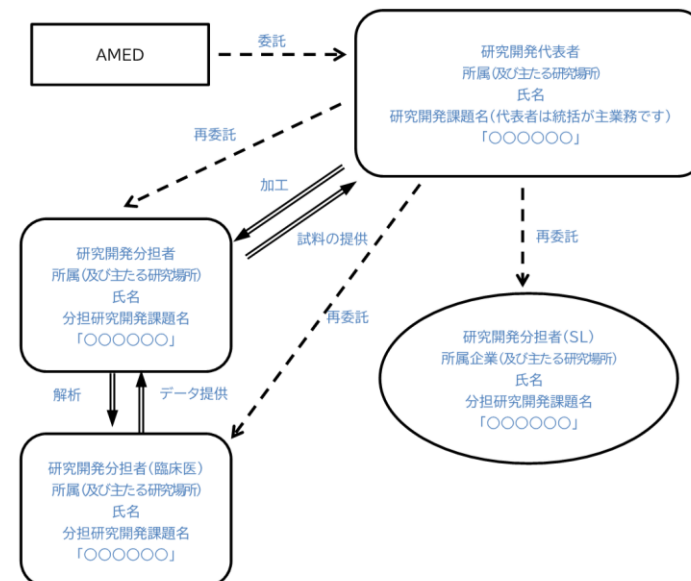 AMED
委託
研究開発代表者
所属(及び主たる研究場所)
氏名
研究開発課題名(代表者は統括が主業務です)
「○○○○○○」
再委託
加工
試料の提供
再委託
再委託
研究開発分担者
所属(及び主たる研究場所)
氏名
分担研究開発課題名
「○○○○○○」
研究開発分担者(SL)
所属企業(及び主たる研究場所)
氏名
分担研究開発課題名
「○○○○○○」
解析
データ提供
研究開発分担者(臨床医)
所属(及び主たる研究場所)
氏名
分担研究開発課題名
「○○○○○○」